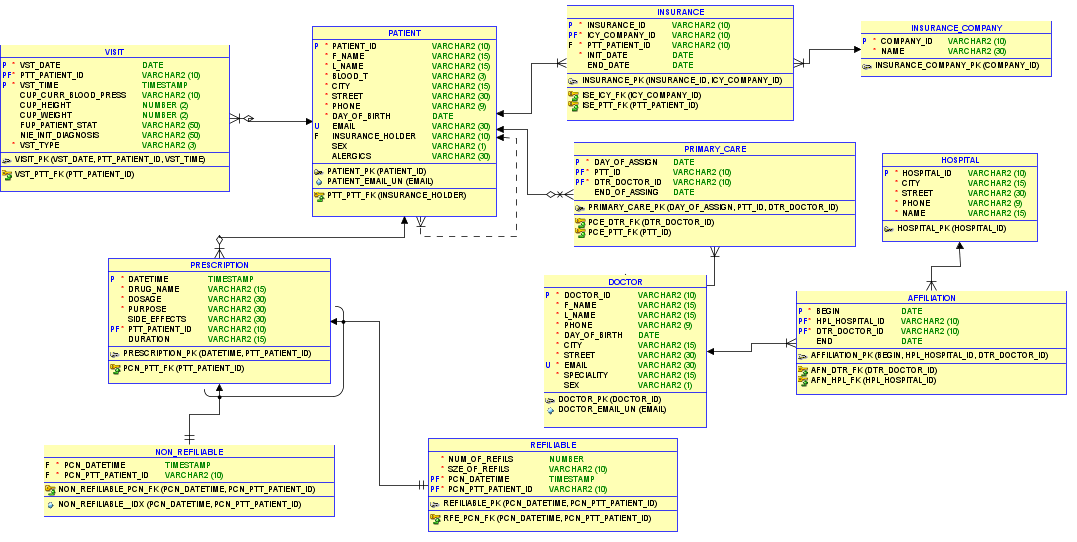 VISIT
P * VST_DATE DATE
PF* PTT_PATIENT_ID VARCHAR2 (10)
P * VST_TIME TIMESTAMP
CUP_CURR_BLOOD_PRESS VARCHAR2 (10)
CUP_HEIGHT NUMBER (2)
CUP_WEIGHT NUMBER (2)
FUP_PATIENT_STAT VARCHAR2 (50)
NIE_INT_DIAGNOSIS VARCHAR2 (50)
* VST_TYPE VARCHAR2 (3)
VISIT_PK (VST_DATE, PTT_PATIENT_ID, VST_TIME)
VST_PTT_FK (PTT_PATIENT_ID)
PATIENT
P * PATIENT_ID VARCHAR2 (10)
* F_NAME VARCHAR2 (15)
* L_NAME VARCHAR2 (15)
* BLOOD_T VARCHAR2 (3)
* CITY VARCHAR2 (15)
* STREET VARCHAR2 (30)
* PHONE VARCHAR2 (9)
* DAY_OF_BIRTH DATE
U EMAIL VARCHAR2 (30)
F INSURANCE_HOLDER VARCHAR2 (10)
SEX VARCHAR2 (1)
ALERGICS VARCHAR2 (30)
PATIENT_PK (PATIENT_ID)
PATIENT_EMAIL_UN (EMAIL)
PTT_PTT_FK (INSURANCE_HOLDER)
INSURANCE
P * INSURANCE_ID VARCHAR2 (10)
PF* ICY_COMPANY_ID VARCHAR2 (10)
F * PTT_PATIENT_ID VARCHAR2 (10)
* INT_DATE DATE
END_DATE DATE
INSURANCE_PK (INSURANCE_ID, ICY_COMPANY_ID)
ISE_ICY_FK (ICY_COMPANY_ID)
ISE_PTT_FK (PTT_PATIENT_ID)
INSURANCE_COMPANY
P * COMPANY_ID VARCHAR2 (10)
* NAME VARCHAR2 (30)
INSURANCE_COMPANY_PK (COMPANY_ID)
PRIMARY_CARE
P * DAY_OF_ASSIGN DATE
PF* PTT_ID VARCHAR2 (10)
PF* DTR_DOCTOR_ID VARCHAR2 (10)
END_OF_ASSING DATE
PRIMARY_CARE_PK (DAY_OF_ASSIGN, PTT_ID, DTR_DOCTOR_ID)
PCE_DTR_FK (DTR_DOCTOR_ID)
PCE_PTT_FK (PTT_ID)
HOSPITAL
P * HOSPITAL_ID VARCHAR2 (10)
* CITY VARCHAR2 (15)
* STREET VARCHAR2 (30)
* PHONE VARCHAR2 (9)
* NAME VARCHAR2 (15)
HOSPITAL_PK (HOSPITAL_ID)
PRESCRIPTION
P * DATETIME TIMESTAMP
* DRUG_NAME VARCHAR2 (15)
* DOSAGE VARCHAR2 (30)
* PURPOSE VARCHAR2 (30)
SIDE_EFFECTS VARCHAR2 (30)
PF* PTT_PATIENT_ID VARCHAR2 (10)
DURATION VARCHAR2 (15)
PRESCRIPTION_PK (DATETIME, PTT_PATIENT_ID)
PCN_PTT_FK (PTT_PATIENT_ID)
DOCTOR
P * DOCTOR_ID VARCHAR2 (10)
* F_NAME VARCHAR2 (15)
* L_NAME VARCHAR2 (15)
* PHONE VARCHAR2 (9)
* DAY_OF_BIRTH DATE
* CITY VARCHAR2 (15)
* STREET VARCHAR2 (30)
U * EMAIL VARCHAR2 (30)
* SPECIALITY VARCHAR2 (15)
SEX VARCHAR2 (1)
DOCTOR_PK (DOCTOR_ID)
DOCTOR_EMAIL_UN (EMAIL)
AFFILIATION
P * BEGIN DATE
PF* HPL_HOSPITAL_ID VARCHAR2 (10)
PF* DTR_DOCTOR_ID VARCHAR2 (10)
END DATE
AFFILIATION_PK (BEGIN, HPL_HOSPITAL_ID, DTR_DOCTOR_ID)
AFN_DTR_FK (DTR_DOCTOR_ID)
AFN_HPL_FK (HPL_HOSPITAL_ID)
NON_REFILIABLE
F * PCN_DATETIME TIMESTAMP
F * PCN_PTT_PATIENT_ID VARCHAR2 (10)
NON_REFILIABLE_PCN_FK (PCN_DATETIME, PCN_PTT_PATIENT_ID)
NON_REFILIABLE__IDX (PCN_DATETIME, PCN_PTT_PATIENT_ID)
REFILIABLE
* NUM_OF_REFILS NUMBER
* SZE_OF_REFILS VARCHAR2 (10)
PF* PCN_DATETIME TIMESTAMP
PF* PCN_PTT_PATIENT_ID VARCHAR2 (10)
REFILIABLE_PK (PCN_DATETIME, PCN_PTT_PATIENT_ID)
RFE_PCN_FK (PCN_DATETIME, PCN_PTT_PATIENT_ID)